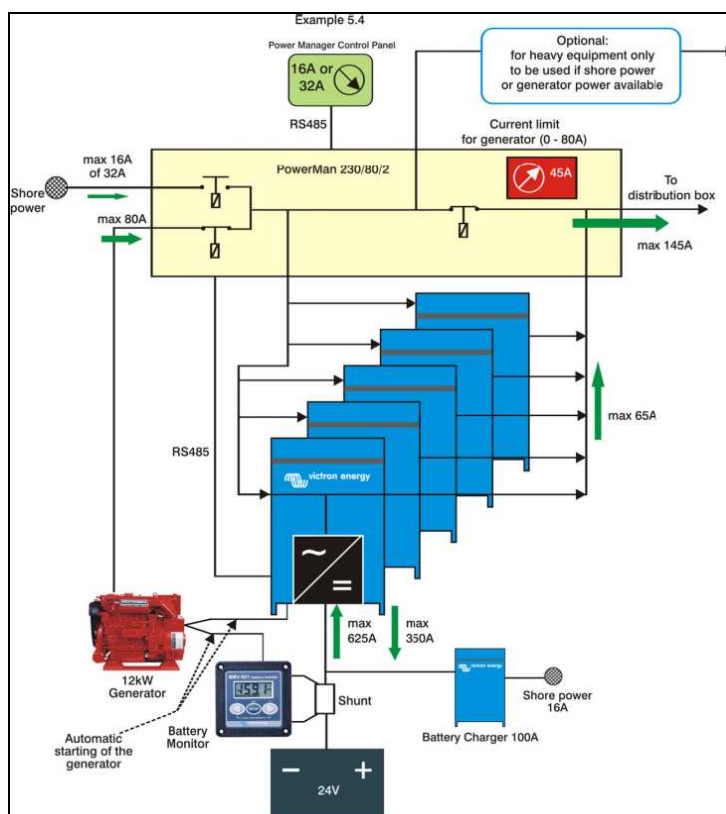 Example 5.4
Power Manager Control Panel
16A or
32A
RS485
Optional:
for heavy equipment only
to be used if shore power
or generator power available
Current limit
for generator (0 - 80A)
PowerMan 230/80/2
45A
max 16A
of 32A
Shore
power
max 80A
To
distribution box
max 145A
max 65A
RS485
victron energy
~
=
max
625A
max
350A
12kW
Generator
Automatic
starting of the
generator
Battery
Monitor
Shunt
victron energy
Battery Charger 100A
Shore power
16A
− +
24V